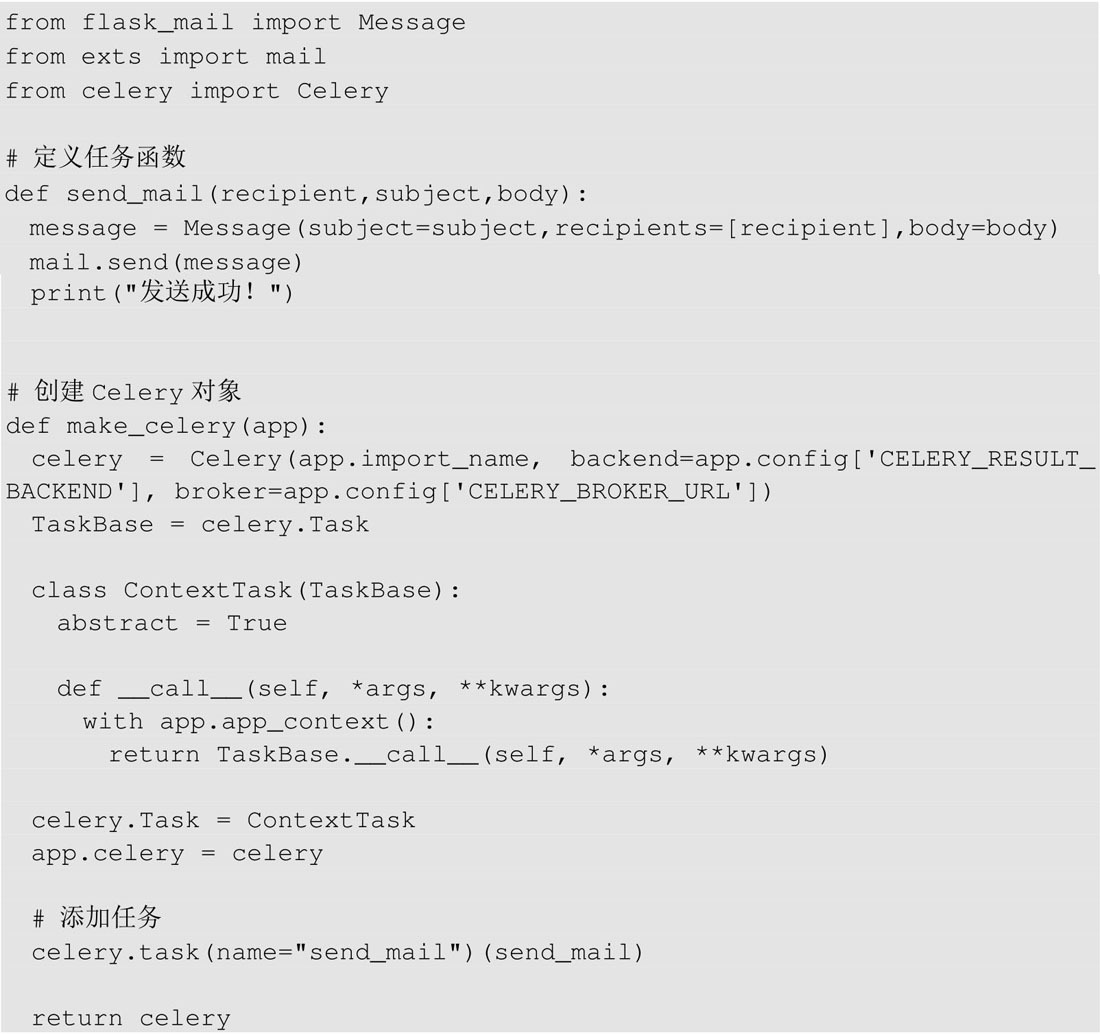 from flask_mail import Message
from exts import mail
from celery import Celery

# 定义任务函数
def send_mail(recipient,subject,body):
  message = Message(subject=subject,recipients=[recipient],body=body)
  mail.send(message)
  print("发送成功！")

# 创建 Celery 对象
def make_celery(app):
  celery = Celery(app.import_name, backend=app.config['CELERY_RESULT_
BACKEND'], broker=app.config['CELERY_BROKER_URL'])
  TaskBase = celery.Task

  class ContextTask(TaskBase):
    abstract = True

    def __call__(self, *args, **kwargs):
      with app.app_context():
        return TaskBase.__call__(self, *args, **kwargs)

  celery.Task = ContextTask
  app.celery = celery

  # 添加任务
  celery.task(name="send_mail")(send_mail)

  return celery